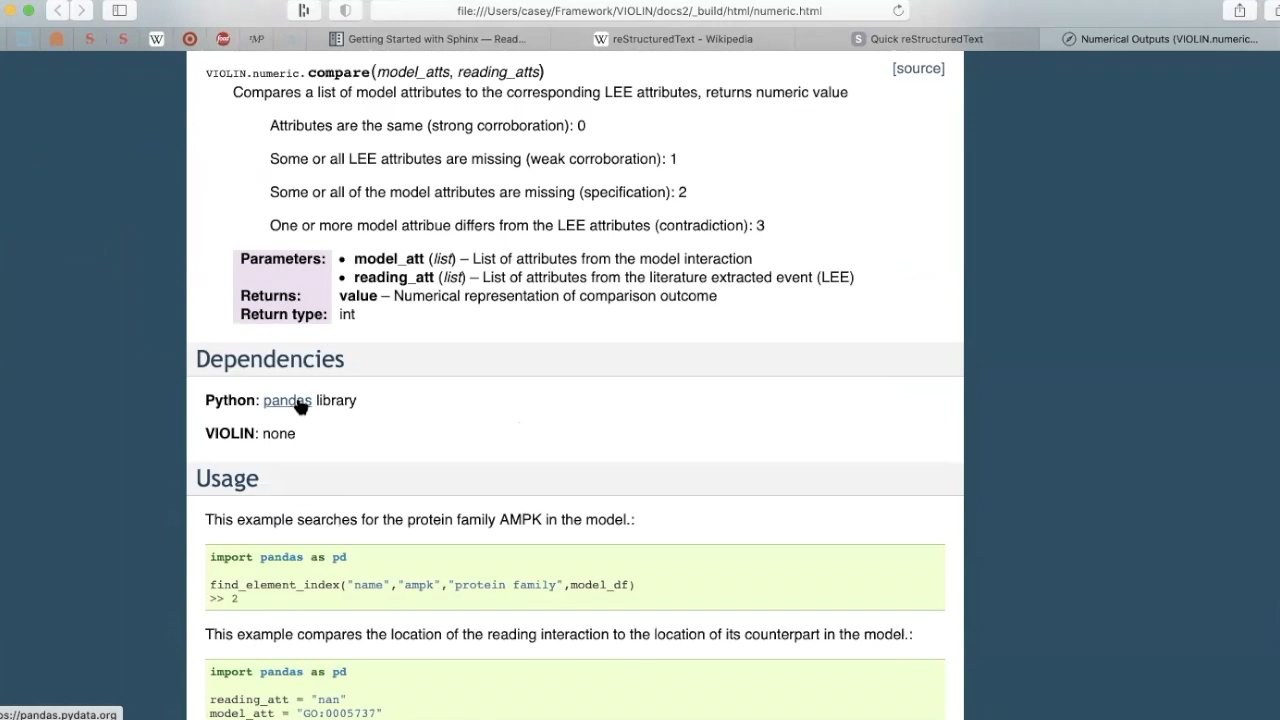 file:///Users/casey/Framework/VIOLIN/docs2/_build/html/numeric.html
Getting Started with Sphinx — Read...
reStructuredText - Wikipedia
Quick reStructuredText
Numerical Outputs (VIOLIN.numeric...
VIOLIN.numeric.compare(model_atts, reading_atts)
[source]
Compares a list of model attributes to the corresponding LEE attributes, returns numeric value
Attributes are the same (strong corroboration): 0
Some or all LEE attributes are missing (weak corroboration): 1
Some or all of the model attributes are missing (specification): 2
One or more model attribue differs from the LEE attributes (contradiction): 3
Parameters: • model_att (list) – List of attributes from the model interaction
• reading_att (list) – List of attributes from the literature extracted event (LEE)
Returns: value – Numerical representation of comparison outcome
Return type: int
Dependencies
Python: pandas library
VIOLIN: none
Usage
This example searches for the protein family AMPK in the model.:
import pandas as pd
find_element_index("name","ampk","protein family",model_df)
>> 2
This example compares the location of the reading interaction to the location of its counterpart in the model.:
import pandas as pd
reading_att = "nan"
model_att = "GO:0005737"
ps://pandas.pydata.org